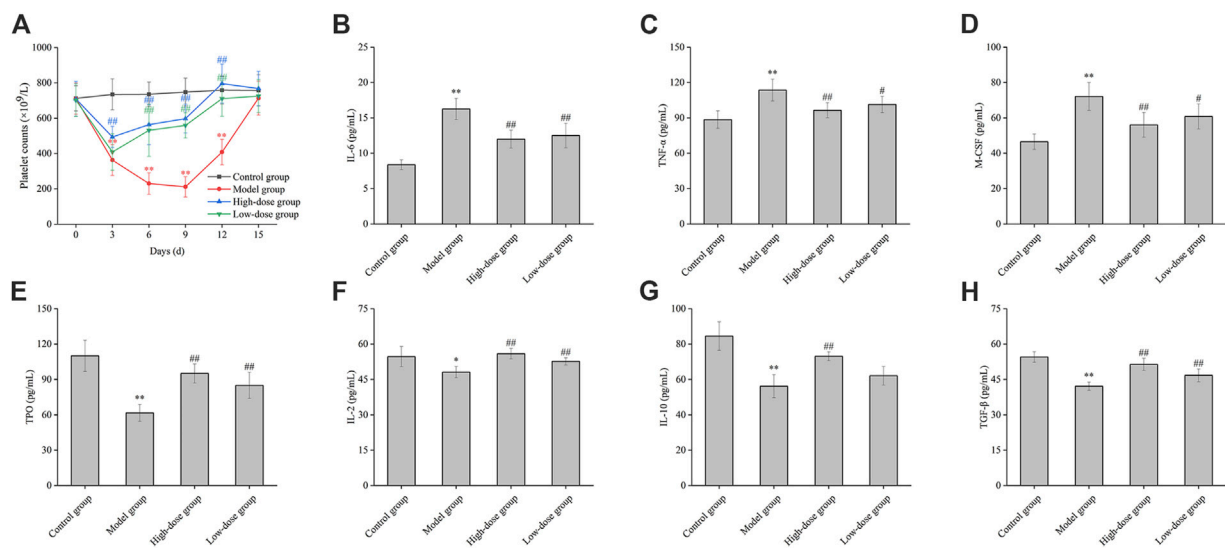 A
Platelet counts (×10⁹/L)
1000
800
600
400
200
0
##
**
##
##
**
##
##
**
##
##
**
Control group
Model group
High-dose group
Low-dose group
0 3 6 9 12 15
Days (d)
B
IL-6 (pg/mL)
25
20
15
10
5
0
**
##
##
Control group
Model group
High-dose group
Low-dose group
C
TNF-α (pg/mL)
150
120
90
60
30
0
**
##
#
Control group
Model group
High-dose group
Low-dose group
D
M-CSF (pg/mL)
100
80
60
40
20
0
**
##
#
Control group
Model group
High-dose group
Low-dose group
E
TPO (pg/mL)
150
120
90
60
30
0
**
##
##
Control group
Model group
High-dose group
Low-dose group
F
IL-2 (pg/mL)
75
60
45
30
15
0
*
##
##
Control group
Model group
High-dose group
Low-dose group
G
IL-10 (pg/mL)
100
80
60
40
20
0
**
##
Control group
Model group
High-dose group
Low-dose group
H
TGF-β (pg/mL)
75
60
45
30
15
0
**
##
##
Control group
Model group
High-dose group
Low-dose group